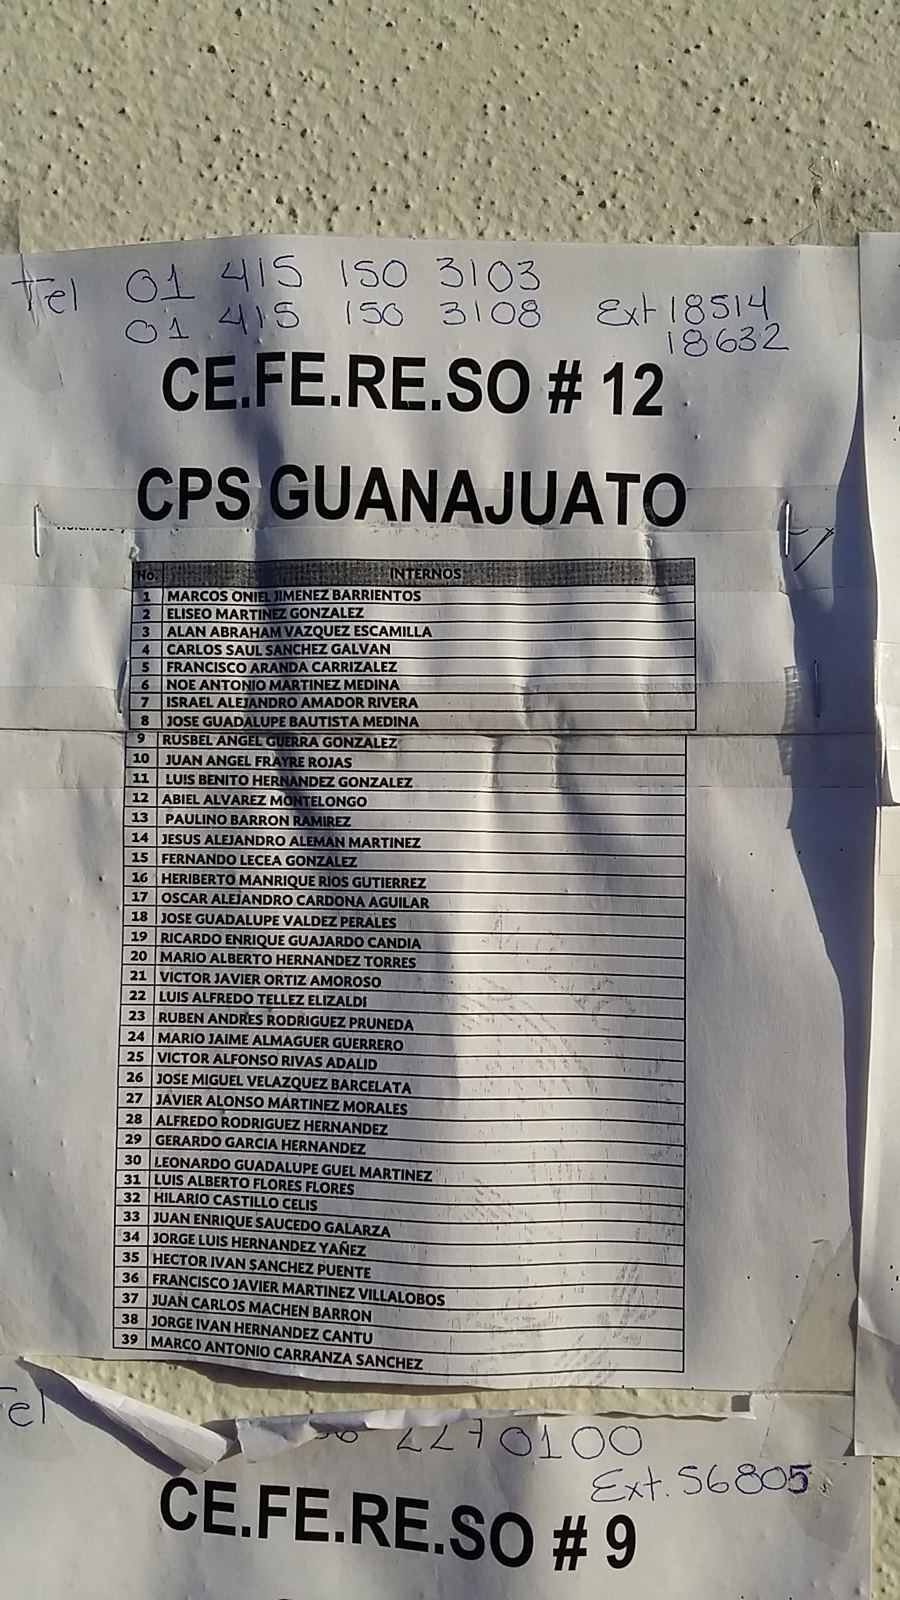 Tel 01 415 150 3103
01 415 150 3108 Ext 18514
18632
CE.FE.RE.SO # 12
CPS GUANAJUATO
No. INTERNOS
1 MARCOS ONIEL JIMENEZ BARRIENTOS
2 ELISEO MARTINEZ GONZALEZ
3 ALAN ABRAHAM VAZQUEZ ESCAMILLA
4 CARLOS SAUL SANCHEZ GALVAN
5 FRANCISCO ARANDA CARRIZALEZ
6 NOE ANTONIO MARTINEZ MEDINA
7 ISRAEL ALEJANDRO AMADOR RIVERA
8 JOSE GUADALUPE BAUTISTA MEDINA
9 RUSBEL ANGEL GUERRA GONZALEZ
10 JUAN ANGEL FRAYRE ROJAS
11 LUIS BENITO HERNANDEZ GONZALEZ
12 ABIEL ALVAREZ MONTELONGO
13 PAULINO BARRON RAMIREZ
14 JESUS ALEJANDRO ALEMAN MARTINEZ
15 FERNANDO LECEA GONZALEZ
16 HERIBERTO MANRIQUE RIOS GUTIERREZ
17 OSCAR ALEJANDRO CARDONA AGUILAR
18 JOSE GUADALUPE VALDEZ PERALES
19 RICARDO ENRIQUE GUAJARDO CANDIA
20 MARIO ALBERTO HERNANDEZ TORRES
21 VICTOR JAVIER ORTIZ AMOROSO
22 LUIS ALFREDO TELLEZ ELIZALDI
23 RUBEN ANDRES RODRIGUEZ PRUNEDA
24 MARIO JAIME ALMAGUER GUERRERO
25 VICTOR ALFONSO RIVAS ADALID
26 JOSE MIGUEL VELAZQUEZ BARCELATA
27 JAVIER ALONSO MARTINEZ MORALES
28 ALFREDO RODRIGUEZ HERNANDEZ
29 GERARDO GARCIA HERNANDEZ
30 LEONARDO GUADALUPE GUEL MARTINEZ
31 LUIS ALBERTO FLORES FLORES
32 HILARIO CASTILLO CELIS
33 JUAN ENRIQUE SAUCEDO GALARZA
34 JORGE LUIS HERNANDEZ YAÑEZ
35 HECTOR IVAN SANCHEZ PUENTE
36 FRANCISCO JAVIER MARTINEZ VILLALOBOS
37 JUAN CARLOS MACHEN BARRON
38 JORGE IVAN HERNANDEZ CANTU
39 MARCO ANTONIO CARRANZA SANCHEZ
Tel 2270100
Ext. 56805
CE.FE.RE.SO # 9